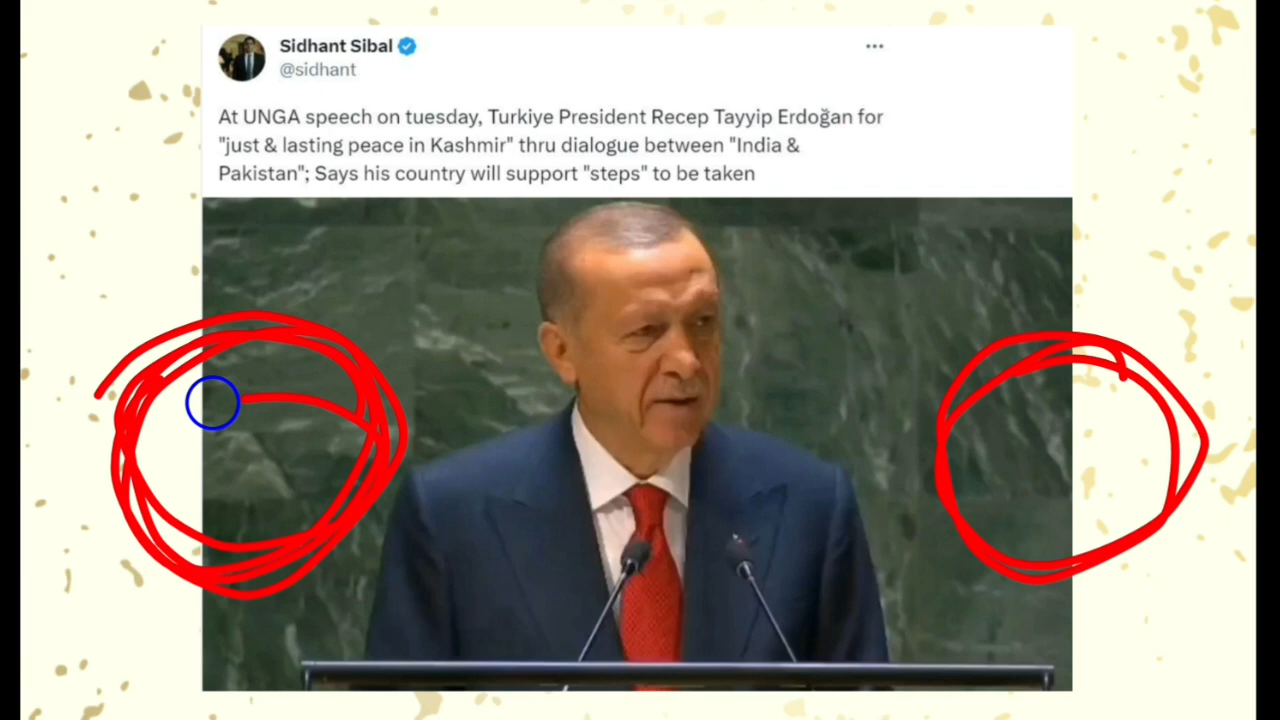 Sidhant Sibal
@sidhant
At UNGA speech on tuesday, Turkiye President Recep Tayyip Erdoğan for
"just & lasting peace in Kashmir" thru dialogue between "India &
Pakistan"; Says his country will support "steps" to be taken